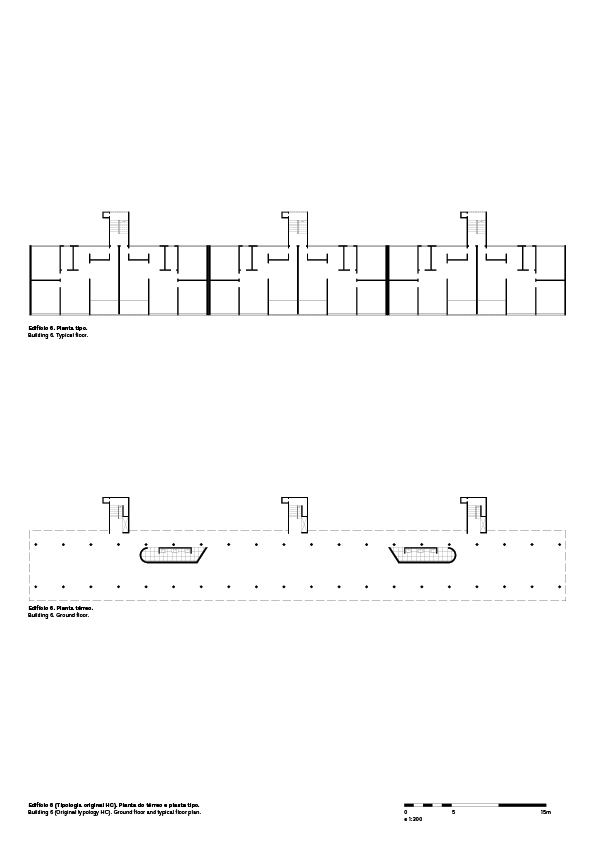 Edifício 6. Planta tipo.
Building 6. Typical floor.
Edifício 6. Planta térreo.
Building 6. Ground floor.
Edifício 6 (Tipologia original HC). Planta do térreo e planta tipo.
Building 6 (Original typology HC). Ground floor and typical floor plan.
0 5 15m
e 1:300